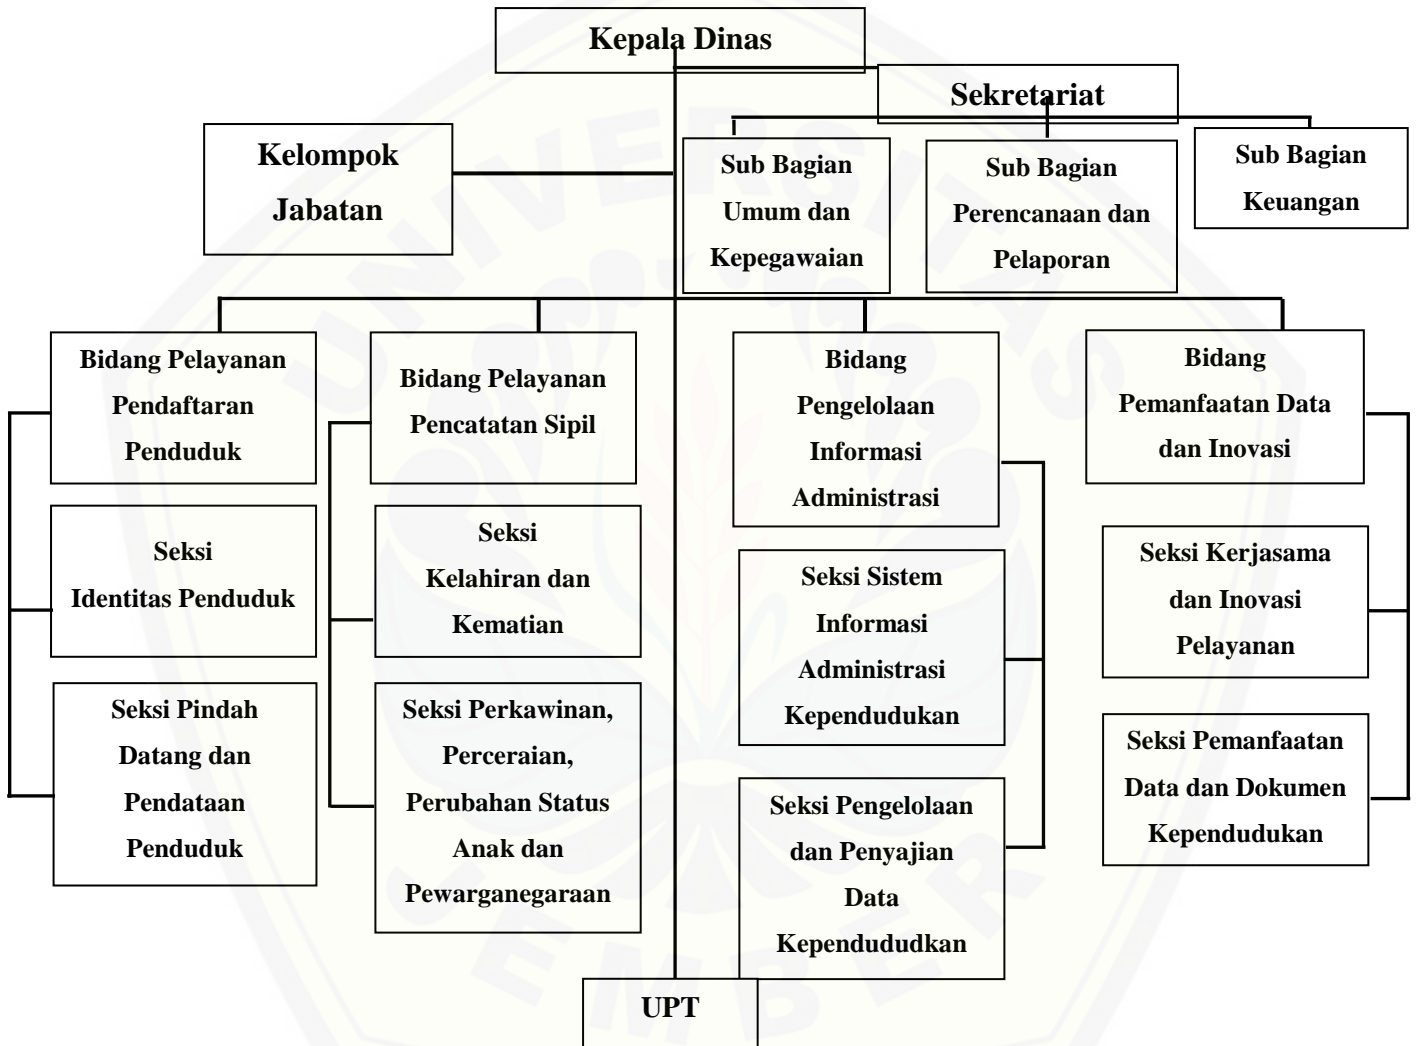 Kepala Dinas
Sekretariat
Kelompok
Jabatan
Sub Bagian
Umum dan
Kepegawaian
Sub Bagian
Perencanaan dan
Pelaporan
Sub Bagian
Keuangan
Bidang Pelayanan
Pendaftaran
Penduduk
Bidang Pelayanan
Pencatatan Sipil
Bidang
Pengelolaan
Informasi
Administrasi
Bidang
Pemanfaatan Data
dan Inovasi
Seksi
Identitas Penduduk
Seksi
Kelahiran dan
Kematian
Seksi Sistem
Informasi
Administrasi
Kependudukan
Seksi Kerjasama
dan Inovasi
Pelayanan
Seksi Pindah
Datang dan
Pendataan
Penduduk
Seksi Perkawinan,
Perceraian,
Perubahan Status
Anak dan
Pewarganegaraan
Seksi Pengelolaan
dan Penyajian
Data
Kependududkan
Seksi Pemanfaatan
Data dan Dokumen
Kependudukan
UPT
UNIVERSITAS
JEMBER